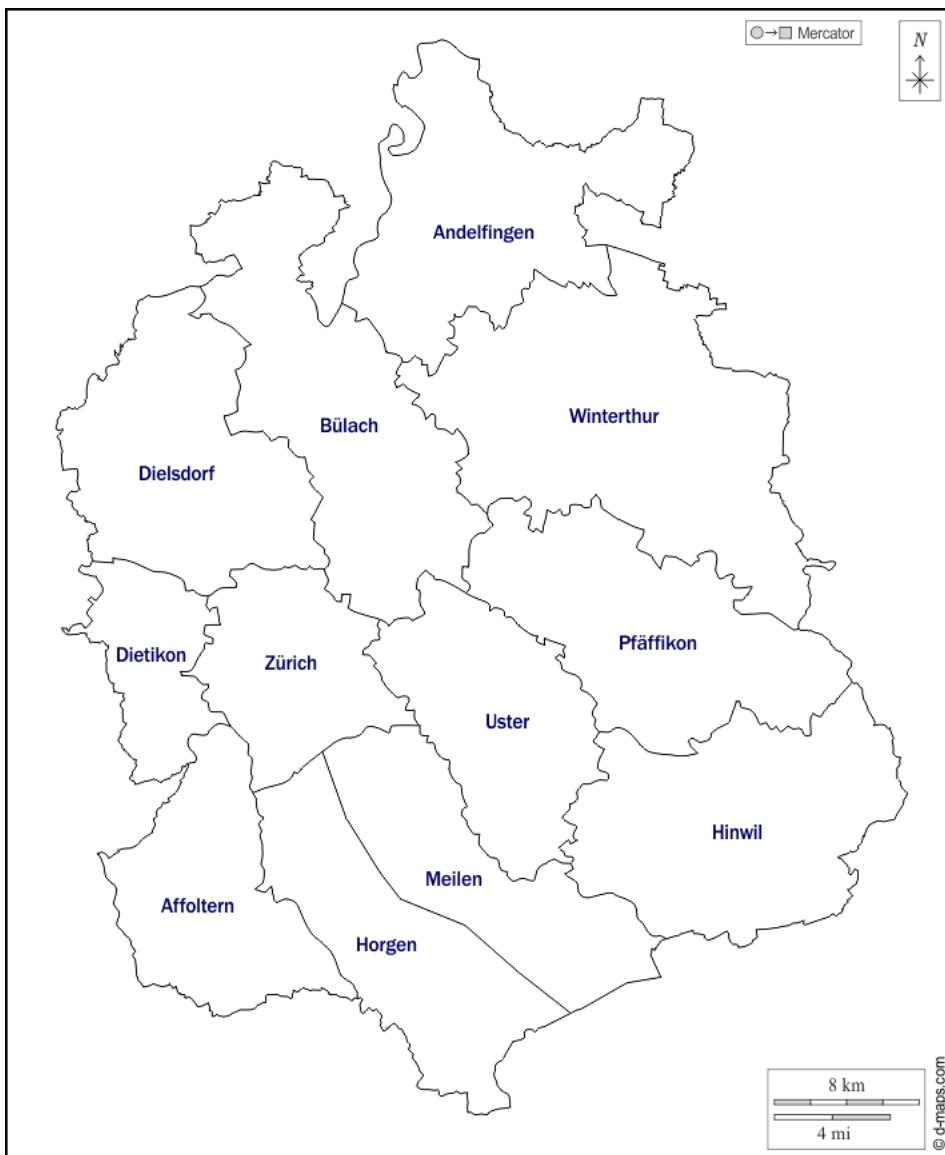 Mercator
N
Andelfingen
Winterthur
Bülach
Dielsdorf
Pfäffikon
Dietikon
Zürich
Uster
Hinwil
Meilen
Affoltern
Horgen
8 km
4 mi
© d-maps.com